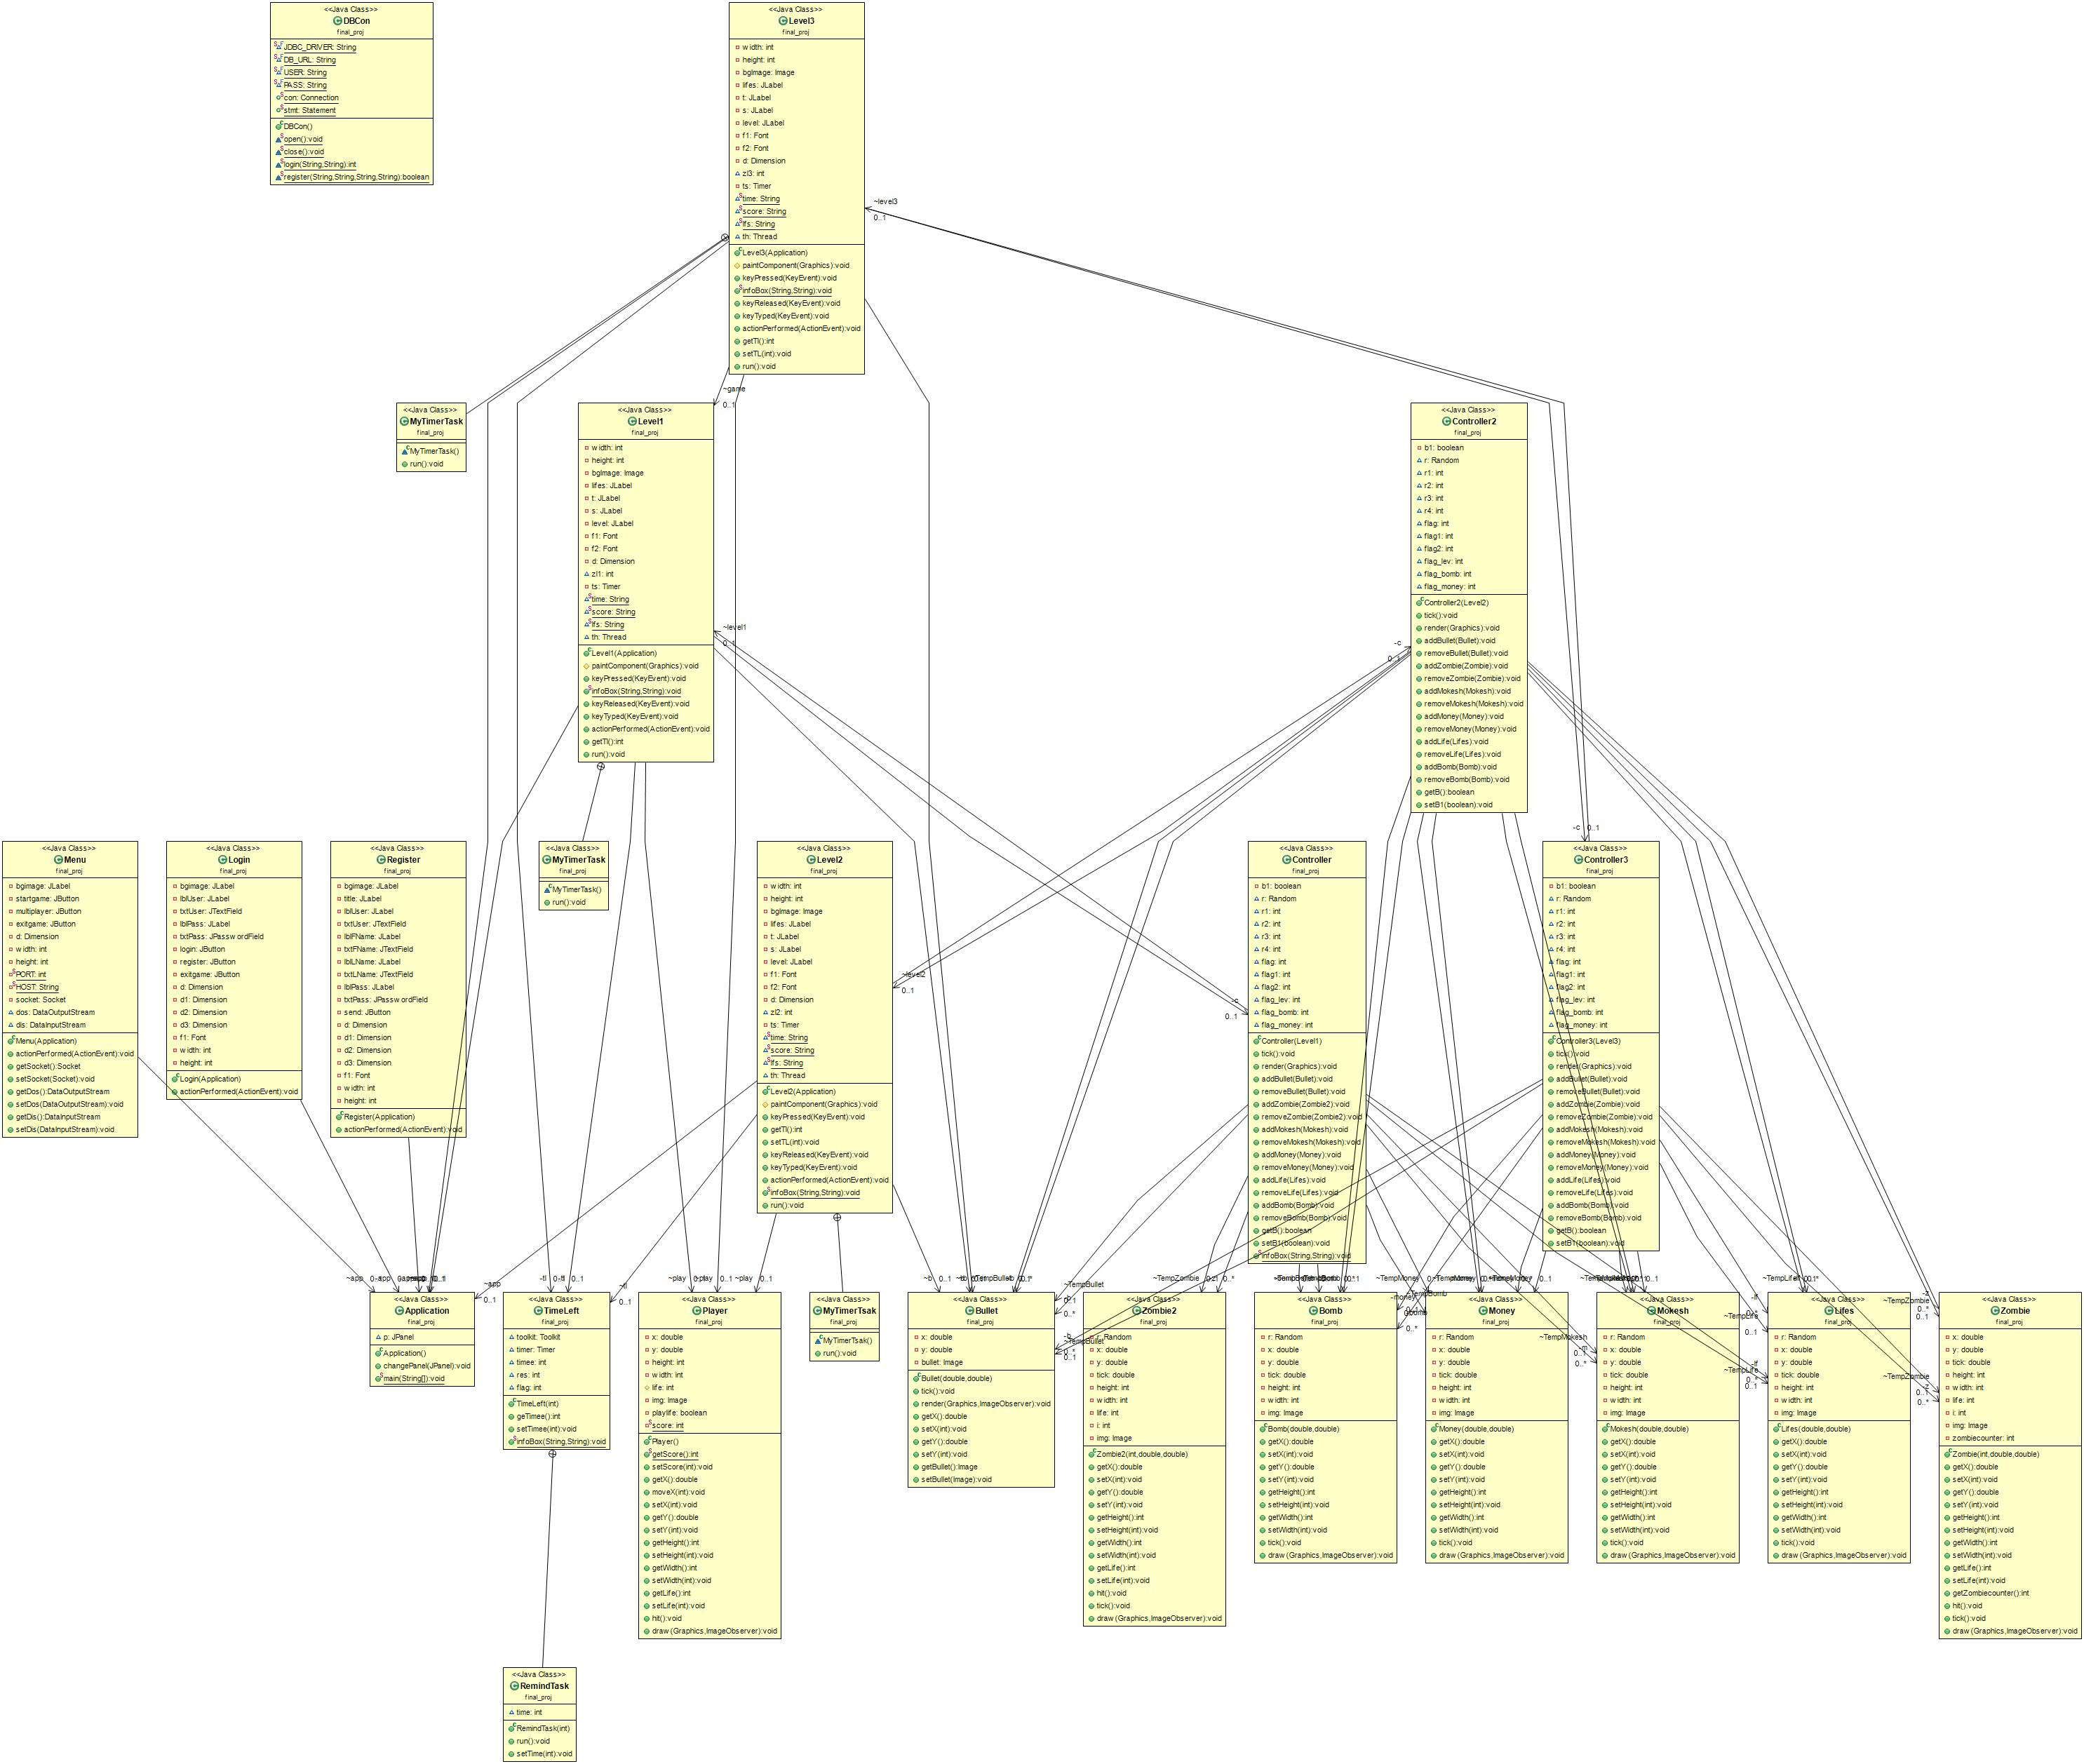 <<Java Class>>
DBCon
final_proj
JDBC_DRIVER: String
DB_URL: String
USER: String
PASS: String
con: Connection
stmt: Statement
DBCon()
open():void
close():void
login(String,String):int
register(String,String,String,String):boolean
<<Java Class>>
Level3
final_proj
width: int
height: int
bgImage: Image
lifes: JLabel
t: JLabel
s: JLabel
level: JLabel
f1: Font
f2: Font
d: Dimension
zl3: int
ts: Timer
time: String
score: String
lfs: String
th: Thread
Level3(Application)
paintComponent(Graphics):void
keyPressed(KeyEvent):void
infoBox(String,String):void
keyReleased(KeyEvent):void
keyTyped(KeyEvent):void
actionPerformed(ActionEvent):void
getTl():int
setTL(int):void
run():void
~level3
0..1
~game
0..1
<<Java Class>>
MyTimerTask
final_proj
MyTimerTask()
run():void
<<Java Class>>
Level1
final_proj
width: int
height: int
bgImage: Image
lifes: JLabel
t: JLabel
s: JLabel
level: JLabel
f1: Font
f2: Font
d: Dimension
zl1: int
ts: Timer
time: String
score: String
lfs: String
th: Thread
Level1(Application)
paintComponent(Graphics):void
keyPressed(KeyEvent):void
infoBox(String,String):void
keyReleased(KeyEvent):void
keyTyped(KeyEvent):void
actionPerformed(ActionEvent):void
getTl():int
run():void
~level1
0..1
<<Java Class>>
Controller2
final_proj
b1: boolean
r: Random
r1: int
r2: int
r3: int
r4: int
flag: int
flag1: int
flag2: int
flag_lev: int
flag_bomb: int
flag_money: int
Controller2(Level2)
tick():void
render(Graphics):void
addBullet(Bullet):void
removeBullet(Bullet):void
addZombie(Zombie):void
removeZombie(Zombie):void
addMokesh(Mokesh):void
removeMokesh(Mokesh):void
addMoney(Money):void
removeMoney(Money):void
addLife(Lifes):void
removeLife(Lifes):void
addBomb(Bomb):void
removeBomb(Bomb):void
getB():boolean
setB1(boolean):void
-c
0..1
-c 0..1
<<Java Class>>
Menu
final_proj
bgimage: JLabel
startgame: JButton
multiplayer: JButton
exitgame: JButton
d: Dimension
width: int
height: int
PORT: int
HOST: String
socket: Socket
dos: DataOutputStream
dis: DataInputStream
Menu(Application)
actionPerformed(ActionEvent):void
getSocket():Socket
setSocket(Socket):void
getDos():DataOutputStream
setDos(DataOutputStream):void
getDis():DataInputStream
setDis(DataInputStream):void
<<Java Class>>
Login
final_proj
bgimage: JLabel
lblUser: JLabel
txtUser: JTextField
lblPass: JLabel
txtPass: JPasswordField
login: JButton
register: JButton
exitgame: JButton
d: Dimension
d1: Dimension
d2: Dimension
d3: Dimension
f1: Font
width: int
height: int
Login(Application)
actionPerformed(ActionEvent):void
<<Java Class>>
Register
final_proj
bgimage: JLabel
title: JLabel
lblUser: JLabel
txtUser: JTextField
lblFName: JLabel
txtFName: JTextField
lblLName: JLabel
txtLName: JTextField
lblPass: JLabel
txtPass: JPasswordField
send: JButton
d: Dimension
d1: Dimension
d2: Dimension
d3: Dimension
f1: Font
width: int
height: int
Register(Application)
actionPerformed(ActionEvent):void
<<Java Class>>
MyTimerTask
final_proj
MyTimerTask()
run():void
<<Java Class>>
Level2
final_proj
width: int
height: int
bgImage: Image
lifes: JLabel
t: JLabel
s: JLabel
level: JLabel
f1: Font
f2: Font
d: Dimension
zl2: int
ts: Timer
time: String
score: String
lfs: String
th: Thread
Level2(Application)
paintComponent(Graphics):void
keyPressed(KeyEvent):void
getTl():int
setTL(int):void
keyReleased(KeyEvent):void
keyTyped(KeyEvent):void
actionPerformed(ActionEvent):void
infoBox(String,String):void
run():void
~level2
0..1
<<Java Class>>
Controller
final_proj
b1: boolean
r: Random
r1: int
r2: int
r3: int
r4: int
flag: int
flag1: int
flag2: int
flag_lev: int
flag_bomb: int
flag_money: int
Controller(Level1)
tick():void
render(Graphics):void
addBullet(Bullet):void
removeBullet(Bullet):void
addZombie(Zombie2):void
removeZombie(Zombie2):void
addMokesh(Mokesh):void
removeMokesh(Mokesh):void
addMoney(Money):void
removeMoney(Money):void
addLife(Lifes):void
removeLife(Lifes):void
addBomb(Bomb):void
removeBomb(Bomb):void
getB():boolean
setB1(boolean):void
infoBox(String,String):void
-c
0..1
<<Java Class>>
Controller3
final_proj
b1: boolean
r: Random
r1: int
r2: int
r3: int
r4: int
flag: int
flag1: int
flag2: int
flag_lev: int
flag_bomb: int
flag_money: int
Controller3(Level3)
tick():void
render(Graphics):void
addBullet(Bullet):void
removeBullet(Bullet):void
addZombie(Zombie):void
removeZombie(Zombie):void
addMokesh(Mokesh):void
removeMokesh(Mokesh):void
addMoney(Money):void
removeMoney(Money):void
addLife(Lifes):void
removeLife(Lifes):void
addBomb(Bomb):void
removeBomb(Bomb):void
getB():boolean
setB1(boolean):void
~app
~app
0..1
~tl
0..1
0..1
~play
0..1
~play
0..1
~b
0..1
~TempBullet
0..1
~TempZombie
0..*
~TempMoney
~TempMokesh
0..*
~TempLife
0..1
~TempZombie
0..1
<<Java Class>>
Application
final_proj
p: JPanel
Application()
changePanel(JPanel):void
main(String[]):void
<<Java Class>>
TimeLeft
final_proj
toolkit: Toolkit
timer: Timer
timee: int
res: int
flag: int
TimeLeft(int)
geTimee():int
setTimee(int):void
infoBox(String,String):void
<<Java Class>>
Player
final_proj
x: double
y: double
height: int
width: int
life: int
img: Image
playlife: boolean
score: int
Player()
getScore():int
setScore(int):void
getX():double
moveX(int):void
setX(int):void
getY():double
setY(int):void
getHeight():int
setHeight(int):void
getWidth():int
setWidth(int):void
getLife():int
setLife(int):void
hit():void
draw(Graphics,ImageObserver):void
<<Java Class>>
MyTimerTsak
final_proj
MyTimerTsak()
run():void
<<Java Class>>
Bullet
final_proj
x: double
y: double
bullet: Image
Bullet(double,double)
tick():void
render(Graphics,ImageObserver):void
getX():double
setX(int):void
getY():double
setY(int):void
getBullet():Image
setBullet(Image):void
<<Java Class>>
Zombie2
final_proj
r: Random
x: double
y: double
tick: double
height: int
width: int
life: int
i: int
img: Image
Zombie2(int,double,double)
getX():double
setX(int):void
getY():double
setY(int):void
getHeight():int
setHeight(int):void
getWidth():int
setWidth(int):void
getLife():int
setLife(int):void
hit():void
tick():void
draw(Graphics,ImageObserver):void
<<Java Class>>
Bomb
final_proj
r: Random
x: double
y: double
tick: double
height: int
width: int
img: Image
Bomb(double,double)
getX():double
setX(int):void
getY():double
setY(int):void
getHeight():int
setHeight(int):void
getWidth():int
setWidth(int):void
tick():void
draw(Graphics,ImageObserver):void
<<Java Class>>
Money
final_proj
r: Random
x: double
y: double
tick: double
height: int
width: int
img: Image
Money(double,double)
getX():double
setX(int):void
getY():double
setY(int):void
getHeight():int
setHeight(int):void
getWidth():int
setWidth(int):void
tick():void
draw(Graphics,ImageObserver):void
<<Java Class>>
Mokesh
final_proj
r: Random
x: double
y: double
tick: double
height: int
width: int
img: Image
Mokesh(double,double)
getX():double
setX(int):void
getY():double
setY(int):void
getHeight():int
setHeight(int):void
getWidth():int
setWidth(int):void
tick():void
draw(Graphics,ImageObserver):void
<<Java Class>>
Lifes
final_proj
r: Random
x: double
y: double
tick: double
height: int
width: int
img: Image
Lifes(double,double)
getX():double
setX(int):void
getY():double
setY(int):void
getHeight():int
setHeight(int):void
getWidth():int
setWidth(int):void
tick():void
draw(Graphics,ImageObserver):void
<<Java Class>>
Zombie
final_proj
x: double
y: double
tick: double
height: int
width: int
life: int
i: int
img: Image
zombiecounter: int
Zombie(int,double,double)
getX():double
setX(int):void
getY():double
setY(int):void
getHeight():int
setHeight(int):void
getWidth():int
setWidth(int):void
getLife():int
setLife(int):void
getZombiecounter():int
hit():void
tick():void
draw(Graphics,ImageObserver):void
<<Java Class>>
RemindTask
final_proj
time: int
RemindTask(int)
run():void
setTime(int):void